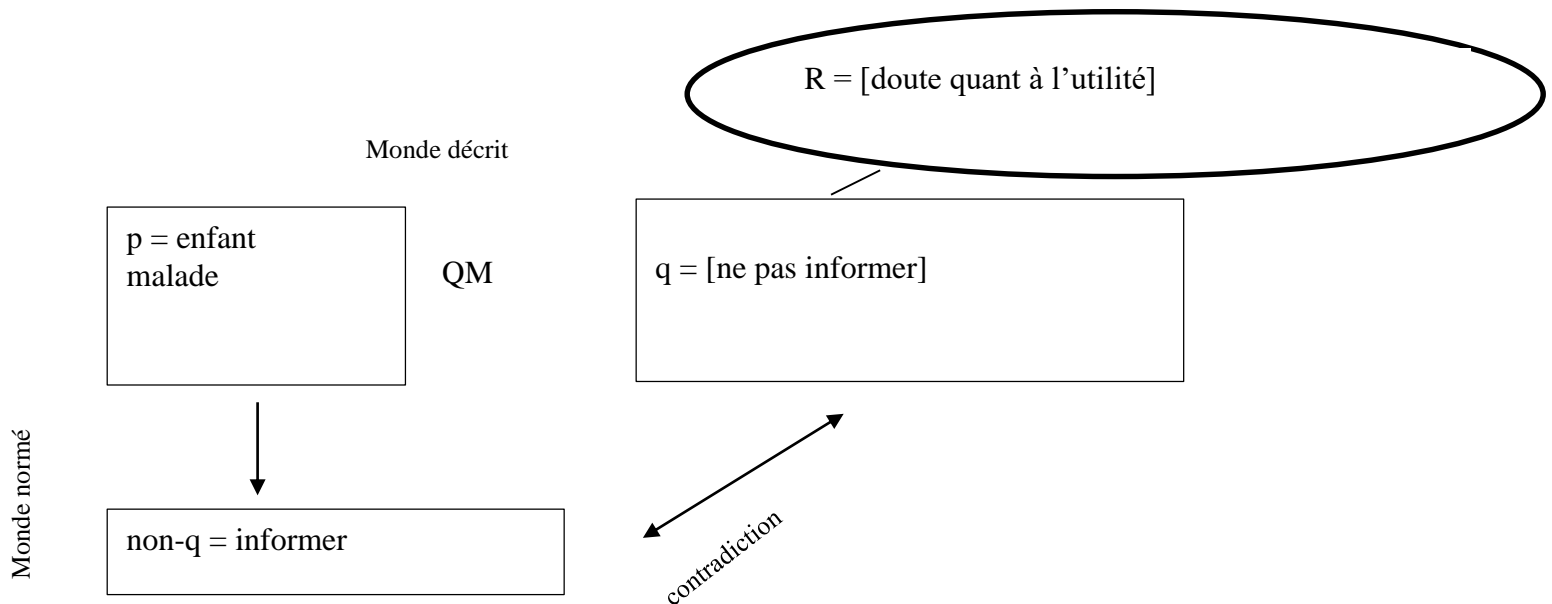 R = [doute quant à l’utilité]
Monde décrit
p = enfant
malade
QM
q = [ne pas informer]
Monde normé
non-q = informer
contradiction